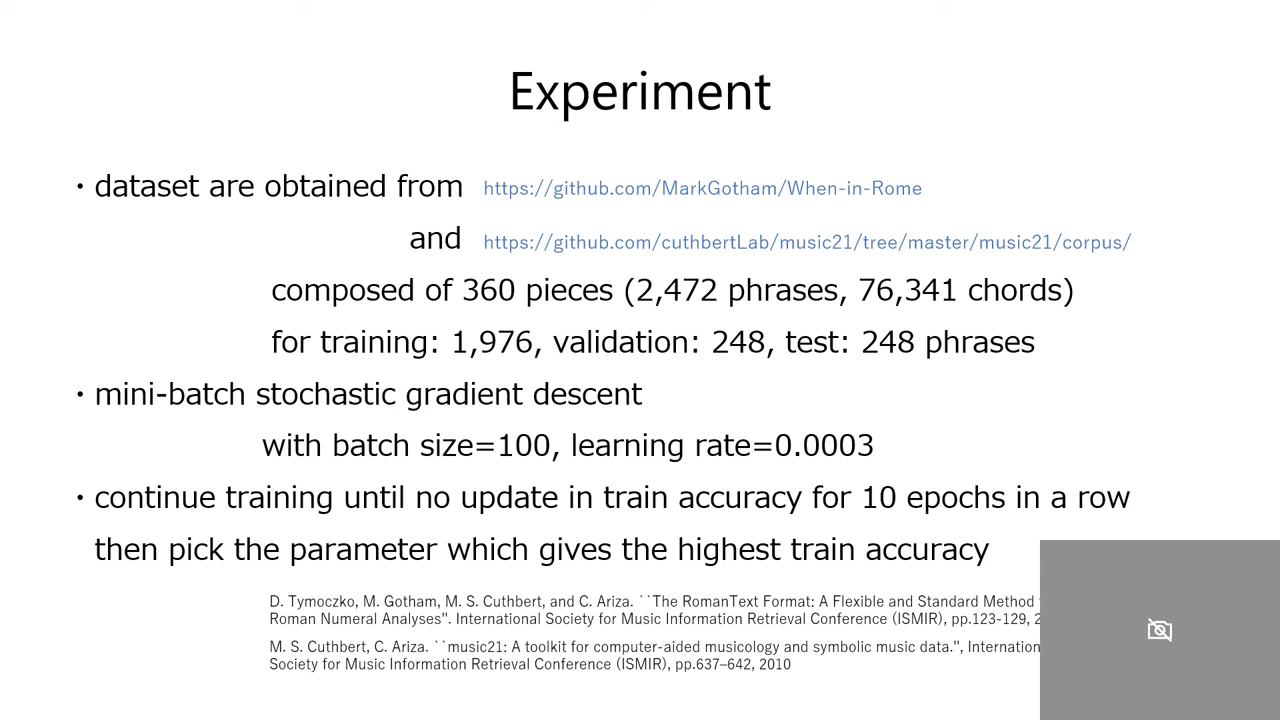 Experiment
・dataset are obtained from https://github.com/MarkGotham/When-in-Rome
and https://github.com/cuthbertLab/music21/tree/master/music21/corpus/
composed of 360 pieces (2,472 phrases, 76,341 chords)
for training: 1,976, validation: 248, test: 248 phrases
・mini-batch stochastic gradient descent
with batch size=100, learning rate=0.0003
・continue training until no update in train accuracy for 10 epochs in a row
then pick the parameter which gives the highest train accuracy
D. Tymoczko, M. Gotham, M. S. Cuthbert, and C. Ariza. ``The RomanText Format: A Flexible and Standard Method
Roman Numeral Analyses". International Society for Music Information Retrieval Conference (ISMIR), pp.123-129, 2
M. S. Cuthbert, C. Ariza. ``music21: A toolkit for computer-aided musicology and symbolic music data.", Internation
Society for Music Information Retrieval Conference (ISMIR), pp.637–642, 2010